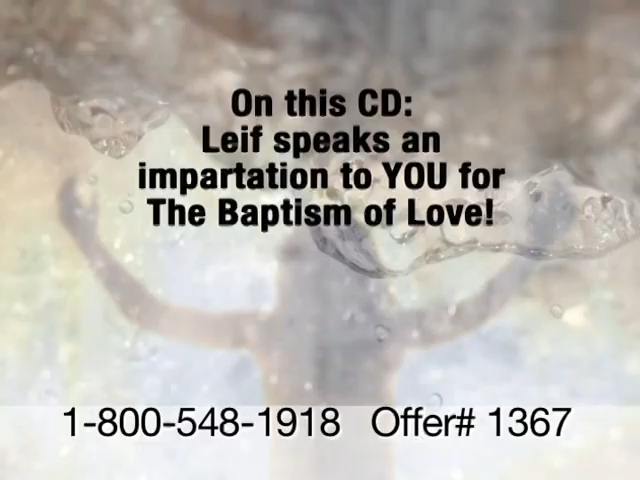 On this CD:
Leif speaks an
impartation to YOU for
The Baptism of Love!
1-800-548-1918 Offer# 1367